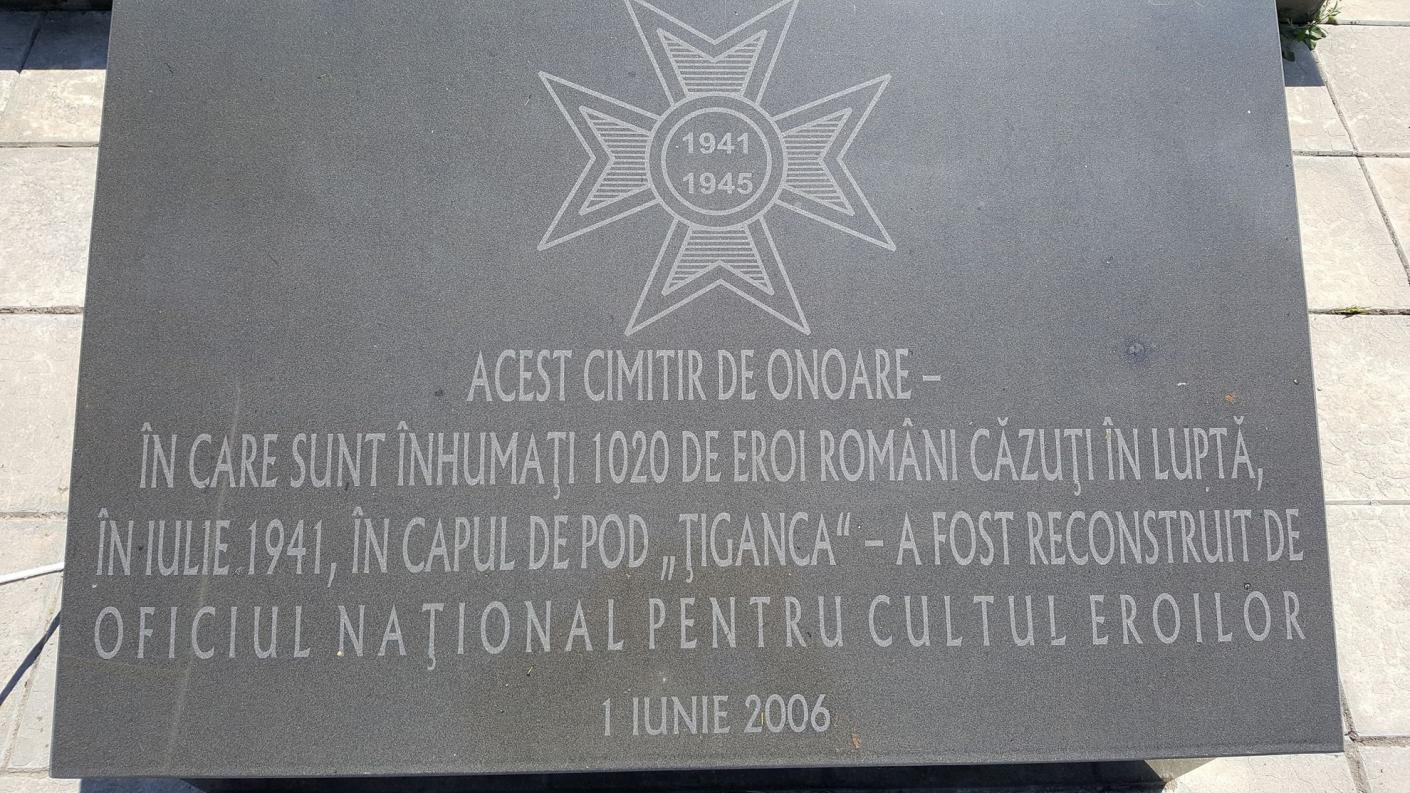 1941
1945
ACEST CIMITIR DE ONOARE –
ÎN CARE SUNT ÎNHUMAŢI 1020 DE EROI ROMÂNI CĂZUŢI ÎN LUPTĂ,
ÎN IULIE 1941, ÎN CAPUL DE POD „ŢIGANCA“ – A FOST RECONSTRUIT DE
OFICIUL NAŢIONAL PENTRU CULTUL EROILOR
1 IUNIE 2006